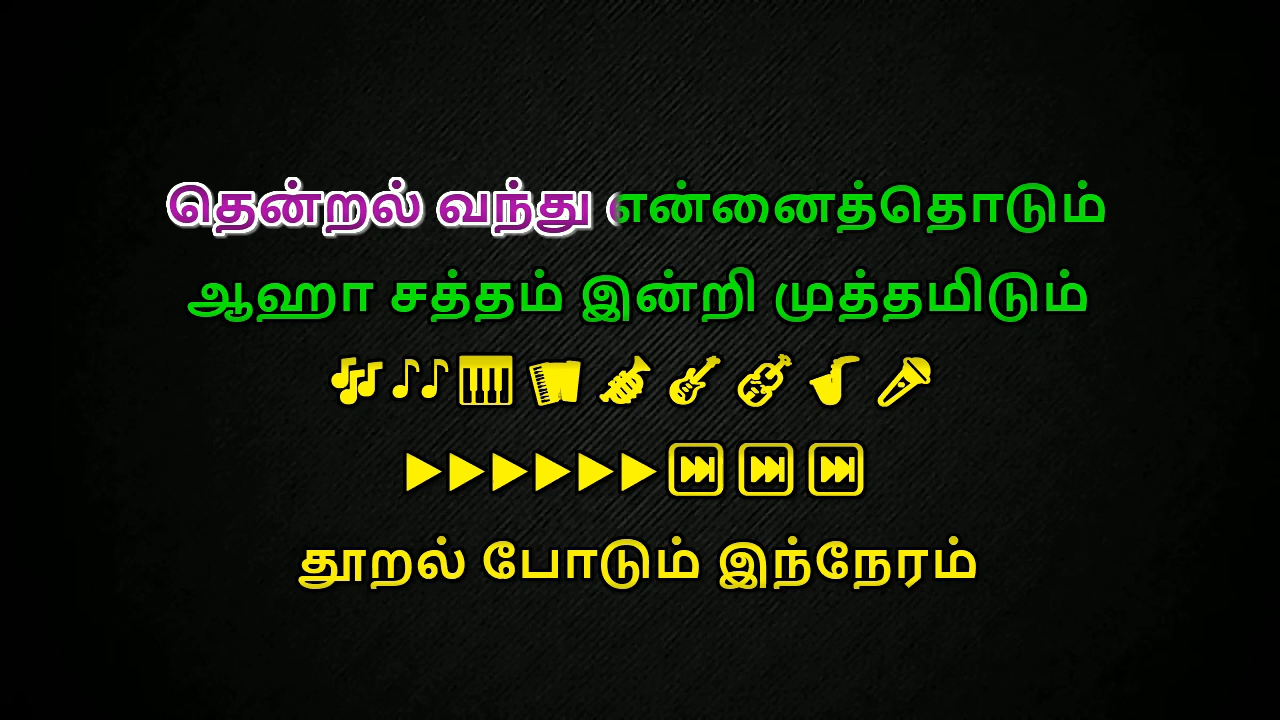 தென்றல் வந்து என்னைத்தொடும்
ஆஹா சத்தம் இன்றி முத்தமிடும்
தூறல் போடும் இந்நேரம்